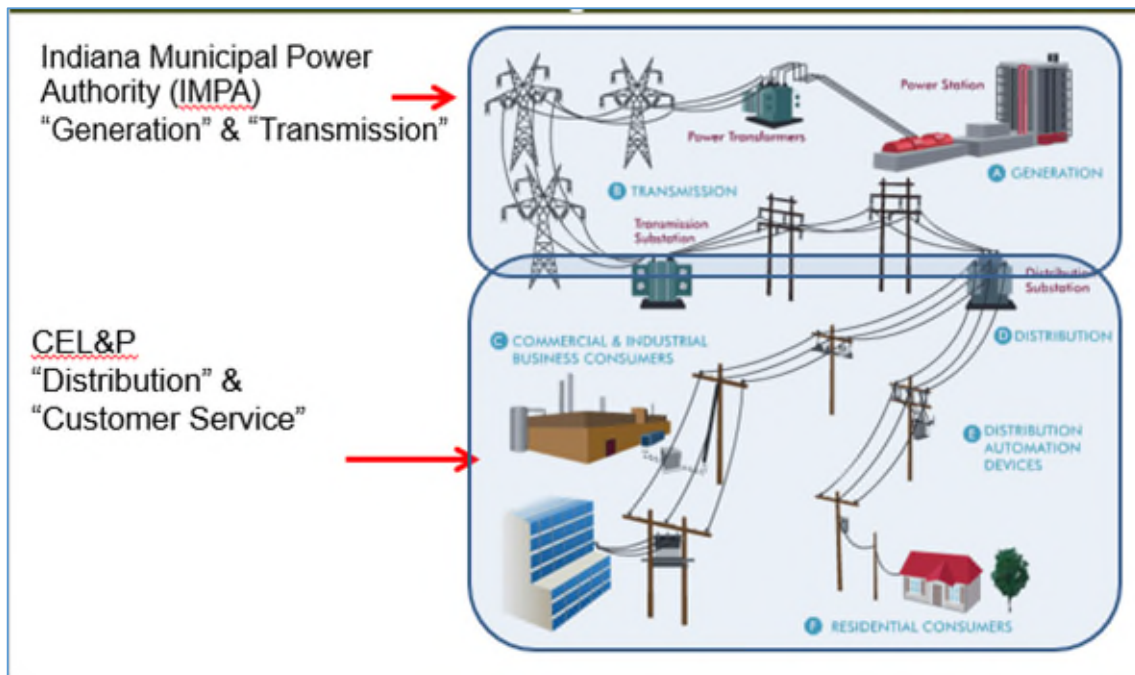 Indiana Municipal Power
Authority (IMPA)
“Generation” & “Transmission”
Power Station
Power Transformers
A GENERATION
B TRANSMISSION
Transmission
Substation
Distribution
Substation
CEL&P
“Distribution” &
“Customer Service”
C COMMERCIAL & INDUSTRIAL
BUSINESS CONSUMERS
D DISTRIBUTION
E DISTRIBUTION
AUTOMATION
DEVICES
F RESIDENTIAL CONSUMERS